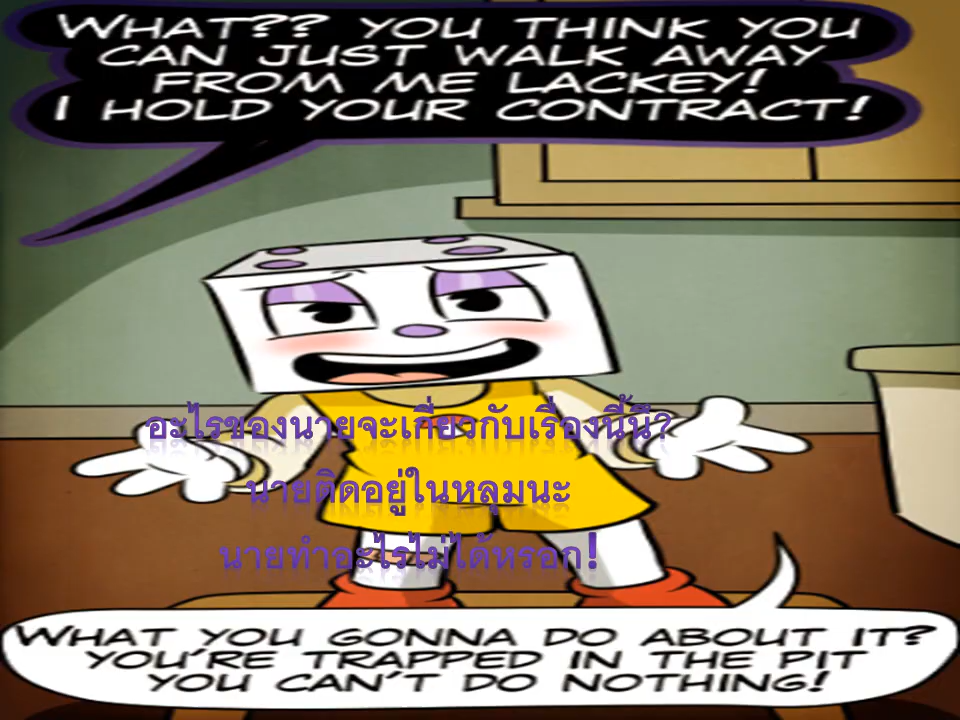 WHAT?? YOU THINK YOU
CAN JUST WALK AWAY
FROM ME LACKEY!
I HOLD YOUR CONTRACT!
อะไรของนายจะเกี่ยวกับเรื่องนี้นึ?
นายติดอยู่ในหลุมนะ
นายทำอะไรไม่ได้หรอก!
WHAT YOU GONNA DO ABOUT IT?
YOU'RE TRAPPED IN THE PIT
YOU CAN'T DO NOTHING!